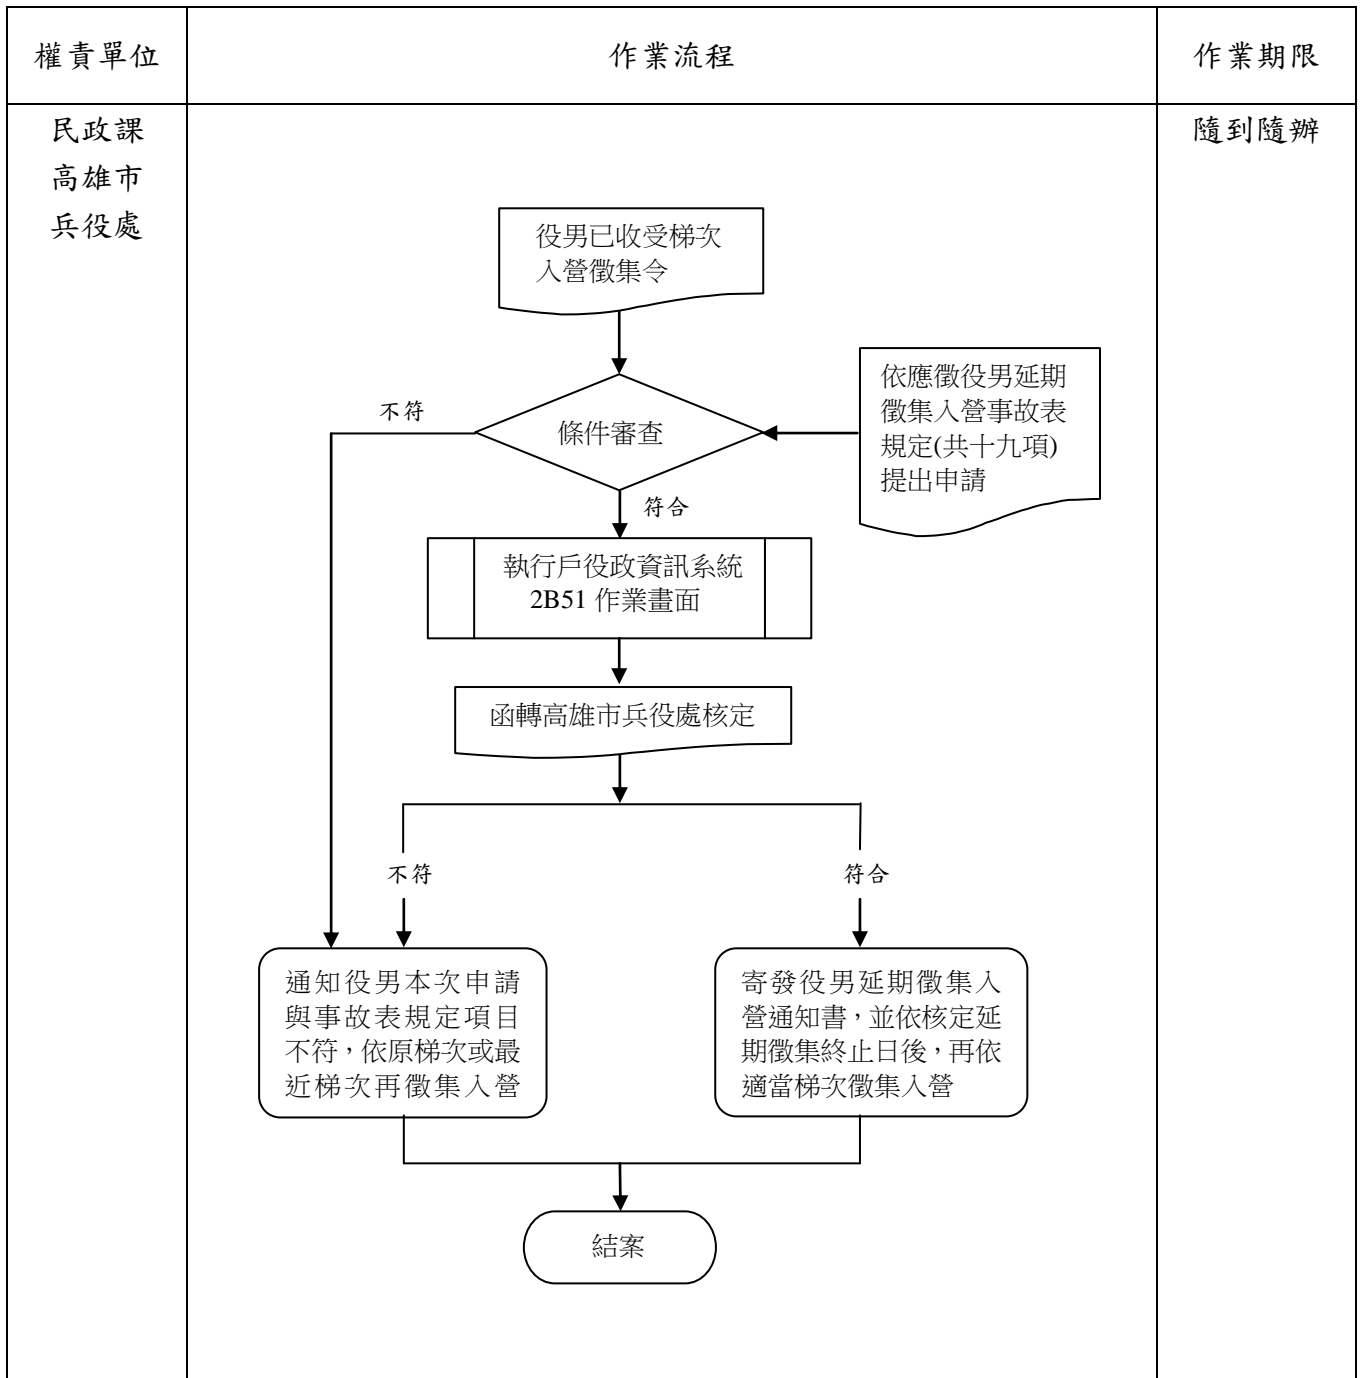 權責單位
作業流程
作業期限
民政課
高雄市
兵役處
隨到隨辦
役男已收受梯次
入營徵集令
依應徵役男延期
徵集入營事故表
規定(共十九項)
提出申請
不符
條件審查
符合
執行戶役政資訊系統
2B51 作業畫面
函轉高雄市兵役處核定
不符
符合
通知役男本次申請
與事故表規定項目
不符，依原梯次或最
近梯次再徵集入營
寄發役男延期徵集入
營通知書，並依核定延
期徵集終止日後，再依
適當梯次徵集入營
結案